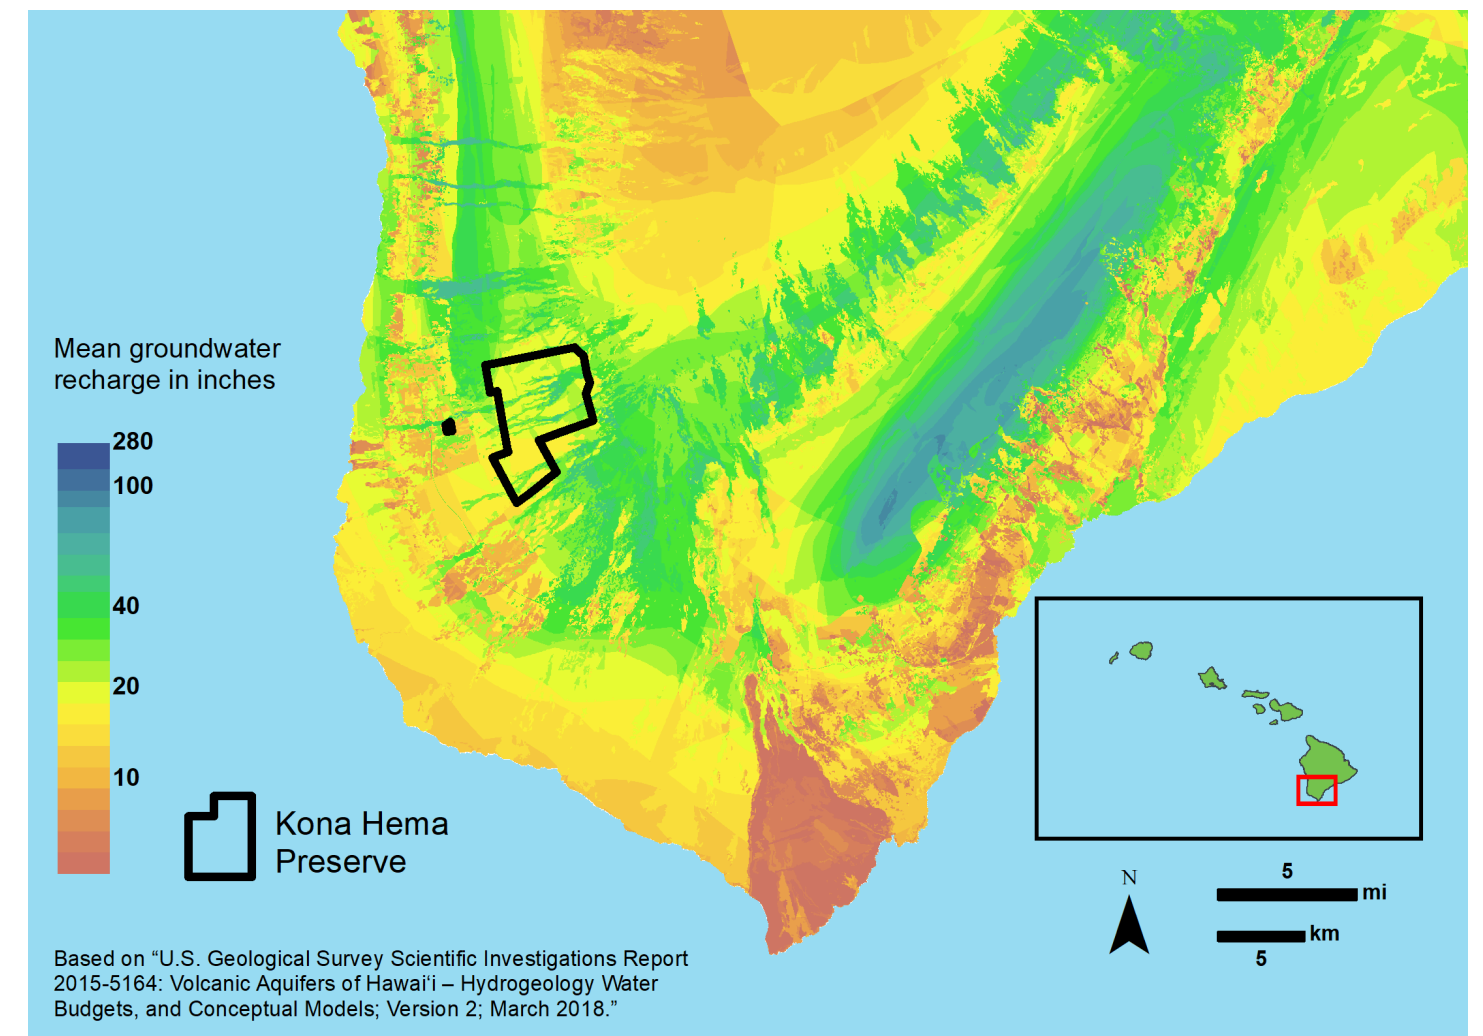 Mean groundwater
recharge in inches
280
100
40
20
10
Kona Hema
Preserve
N
5
mi
km
5
Based on “U.S. Geological Survey Scientific Investigations Report
2015-5164: Volcanic Aquifers of Hawai‘i – Hydrogeology Water
Budgets, and Conceptual Models; Version 2; March 2018.”